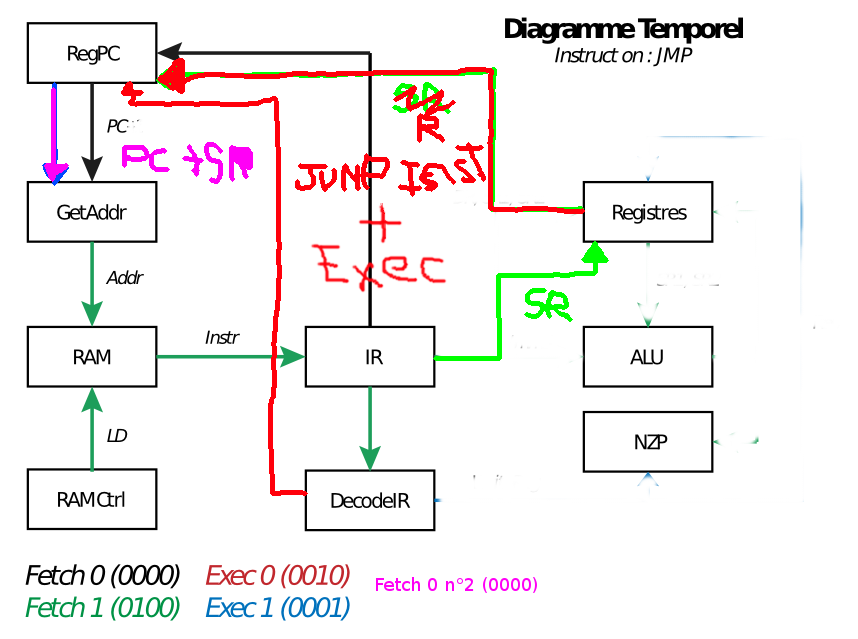 Diagramme Temporel
Instruct on : JMP
RegPC
PC
PC +SR
R
JUMP
+
Exec
GetAddr
Registres
Addr
SR
RAM
Instr
IR
ALU
LD
NZP
RAMCtrl
DecodeIR
Fetch 0 (0000) Exec 0 (0010) Fetch 0 n°2 (0000)
Fetch 1 (0100) Exec 1 (0001)